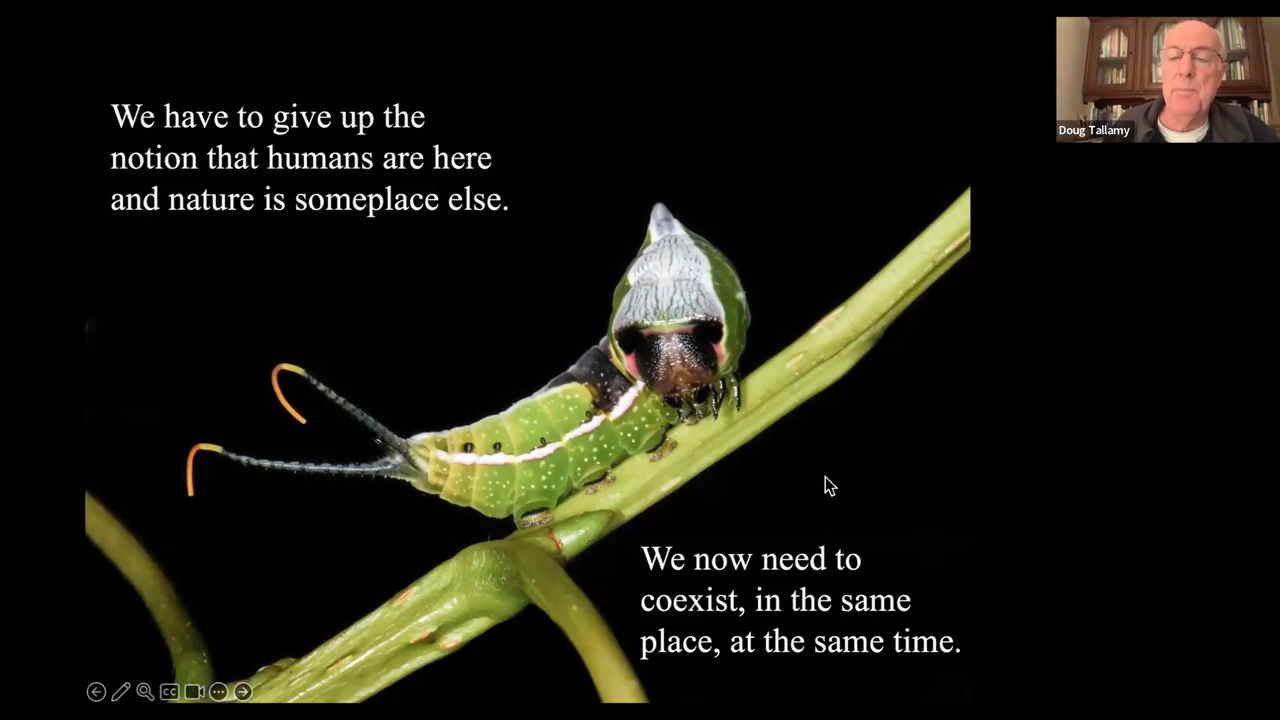 We have to give up the
notion that humans are here
and nature is someplace else.
Doug Tallamy
We now need to
coexist, in the same
place, at the same time.
CC